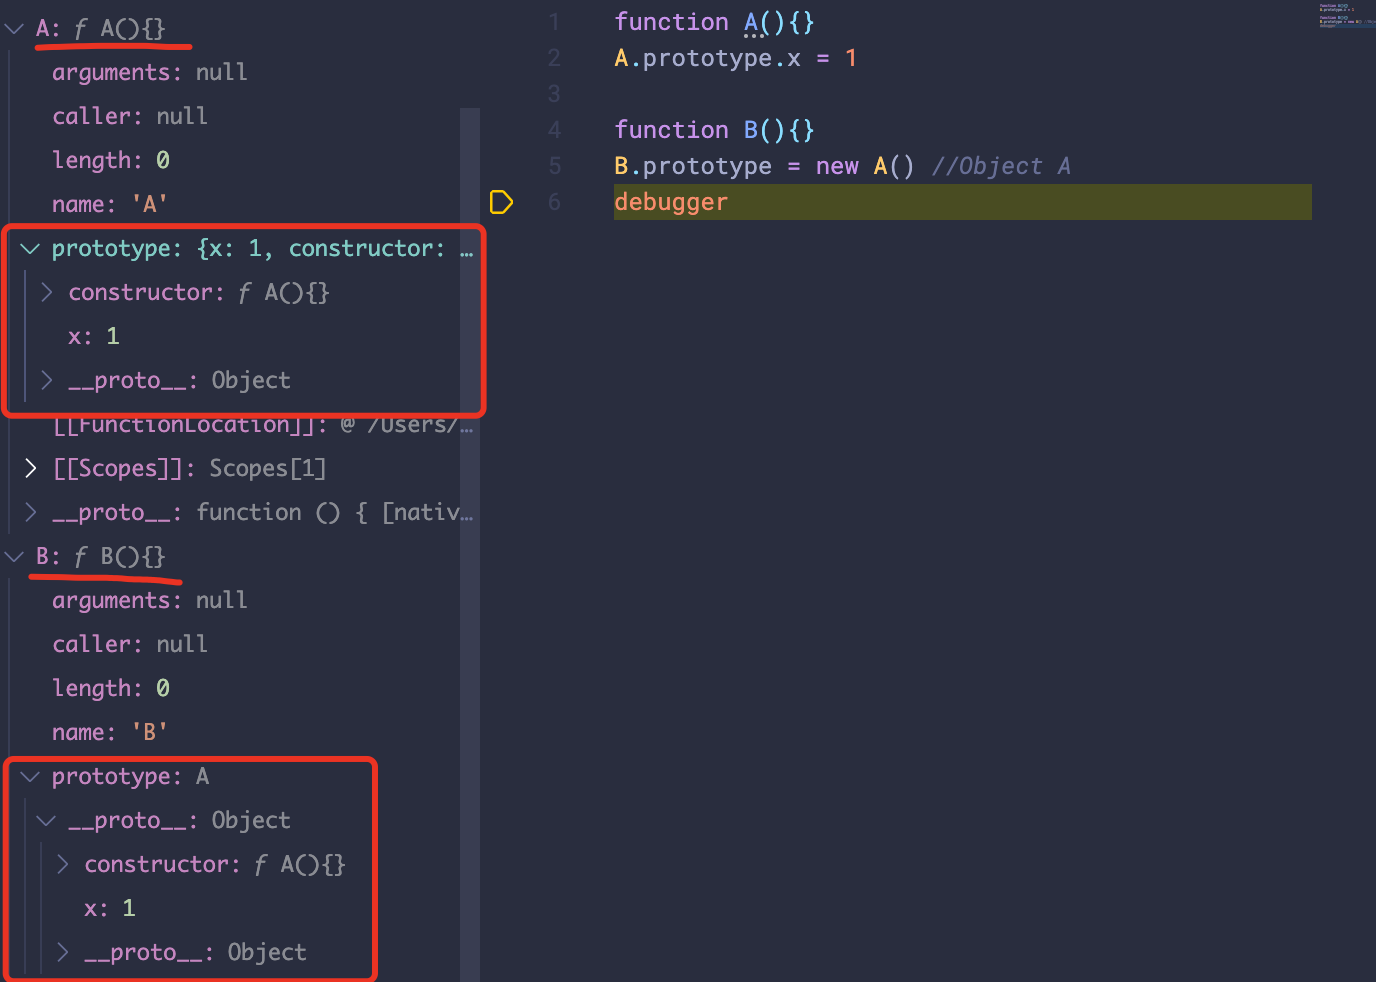 A: ƒ A(){}
arguments: null
caller: null
length: 0
name: 'A'
prototype: {x: 1, constructor: …
constructor: ƒ A(){}
x: 1
__proto__: Object
[[FunctionLocation]]: @ /Users/…
[[Scopes]]: Scopes[1]
__proto__: function () { [nativ…
B: ƒ B(){}
arguments: null
caller: null
length: 0
name: 'B'
prototype: A
__proto__: Object
constructor: ƒ A(){}
x: 1
__proto__: Object
1 function A(){}
2 A.prototype.x = 1
3
4 function B(){}
5 B.prototype = new A() //Object A
6 debugger